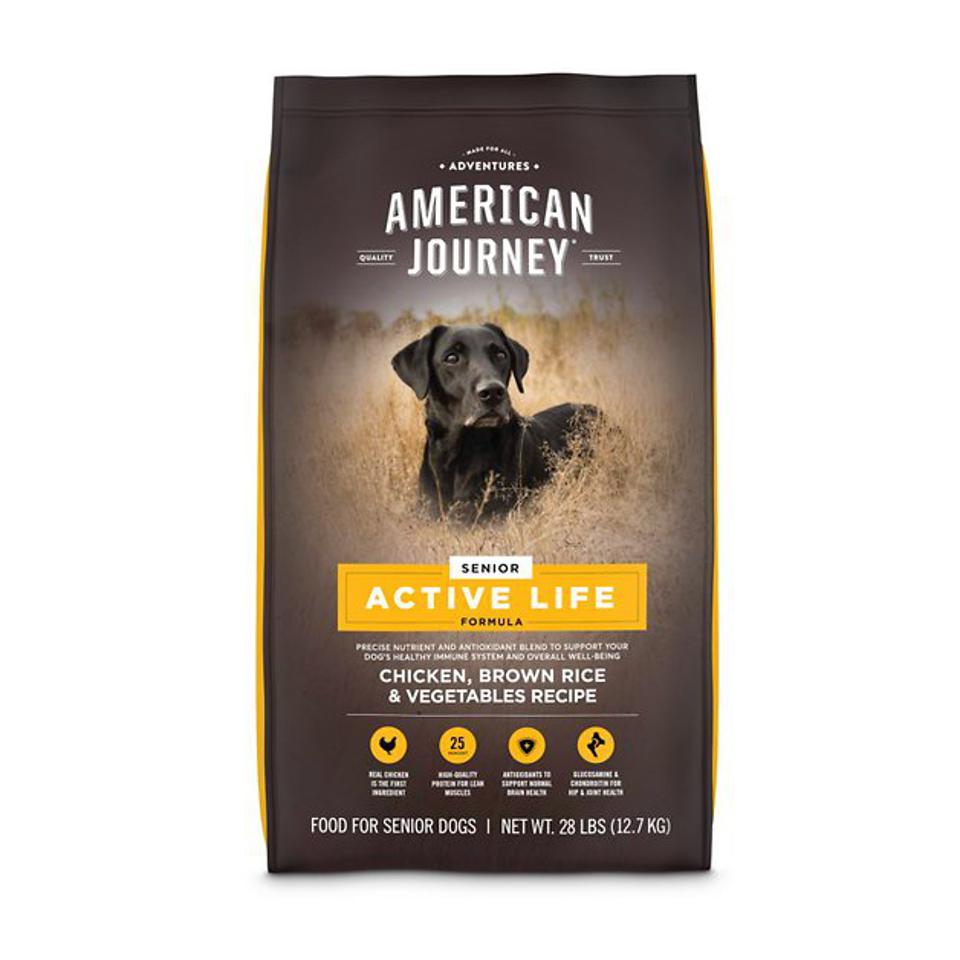 - MADE FOR ALL -
• ADVENTURES •
AMERICAN
JOURNEY®
QUALITY
TRUST
SENIOR
ACTIVE LIFE
FORMULA
PRECISE NUTRIENT AND ANTIOXIDANT BLEND TO SUPPORT YOUR
DOG'S HEALTHY IMMUNE SYSTEM AND OVERALL WELL-BEING
CHICKEN, BROWN RICE
& VEGETABLES RECIPE
REAL CHICKEN
IS THE FIRST
INGREDIENT
25
PERCENT
HIGH-QUALITY
PROTEIN FOR LEAN
MUSCLES
ANTIOXIDANTS TO
SUPPORT NORMAL
BRAIN HEALTH
GLUCOSAMINE &
CHONDROITIN FOR
HIP & JOINT HEALTH
FOOD FOR SENIOR DOGS | NET WT. 28 LBS (12.7 KG)